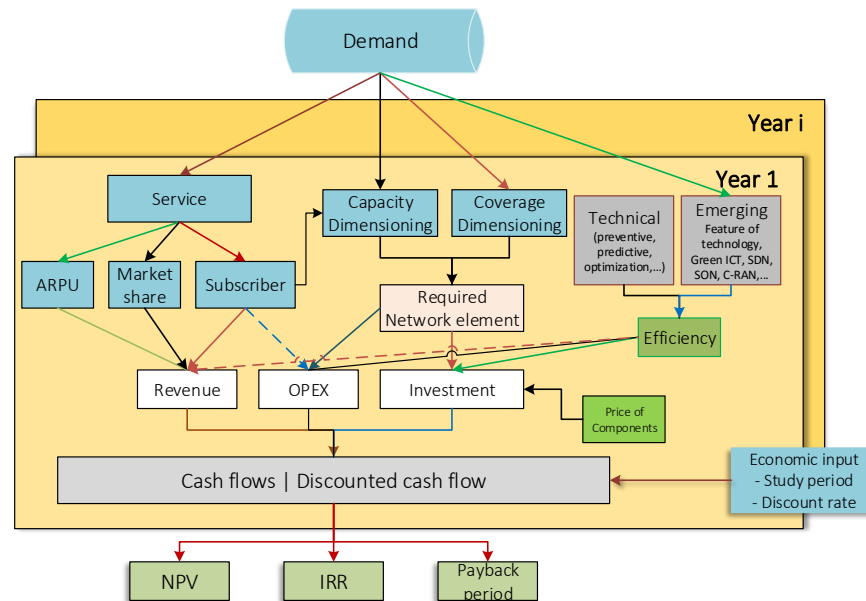 Demand
Year i
Year 1
Service
Capacity
Dimensioning
Coverage
Dimensioning
Technical
(preventive,
predictive,
optimization,...)
Emerging
Feature of
technology,
Green ICT, SDN,
SON, C-RAN,...
ARPU
Market
share
Subscriber
Required
Network element
Efficiency
Revenue
OPEX
Investment
Price of
Components
Cash flows | Discounted cash flow
Economic input
- Study period
- Discount rate
NPV
IRR
Payback
period